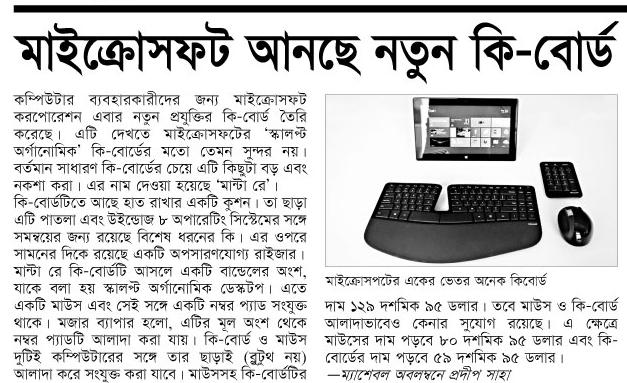 মাইক্রোসফট আনছে নতুন কি-বোর্ড
কম্পিউটার ব্যবহারকারীদের জন্য মাইক্রোসফট
করপোরেশন এবার নতুন প্রযুক্তির কি-বোর্ড তৈরি
করেছে। এটি দেখতে মাইক্রোসফটের ‘স্কাল্পট
অর্গানোমিক’ কি-বোর্ডের মতো তেমন সুন্দর নয়।
বর্তমান সাধারণ কি-বোর্ডের চেয়ে এটি কিছুটা বড় এবং
নকশা করা। এর নাম দেওয়া হয়েছে ‘মান্টা রে’।
কি-বোর্ডটিতে আছে হাত রাখার একটি কুশন। তা ছাড়া
এটি পাতলা এবং উইন্ডোজ ৮ অপারেটিং সিস্টেমের সঙ্গে
সমন্বয়ের জন্য রয়েছে বিশেষ ধরনের কি। এর ওপরে
সামনের দিকে রয়েছে একটি অপসারণযোগ্য রাইজার।
মান্টা রে কি-বোর্ডটি আসলে একটি বান্ডেলের অংশ,
যাকে বলা হয় স্কাল্পট অর্গানোমিক ডেস্কটপ। এতে
একটি মাউস এবং সেই সঙ্গে একটি নম্বর প্যাড সংযুক্ত
থাকে। মজার ব্যাপার হলো, এটির মূল অংশ থেকে
নম্বর প্যাডটি আলাদা করা যায়। কি-বোর্ড ও মাউস
দুটিই কম্পিউটারের সঙ্গে তার ছাড়াই (ব্লুটুথ নয়)
আলাদা করে সংযুক্ত করা যাবে। মাউসসহ কি-বোর্ডটির
মাইক্রোসপটের একের ভেতর অনেক কিবোর্ড
দাম ১২৯ দশমিক ৯৫ ডলার। তবে মাউস ও কি-বোর্ড
আলাদাভাবেও কেনার সুযোগ রয়েছে। এ ক্ষেত্রে
মাউসের দাম পড়বে ৮০ দশমিক ৯৫ ডলার এবং কি-
বোর্ডের দাম পড়বে ৫৯ দশমিক ৯৫ ডলার।
—ম্যাশেবল অবলম্বনে প্রদীপ সাহা